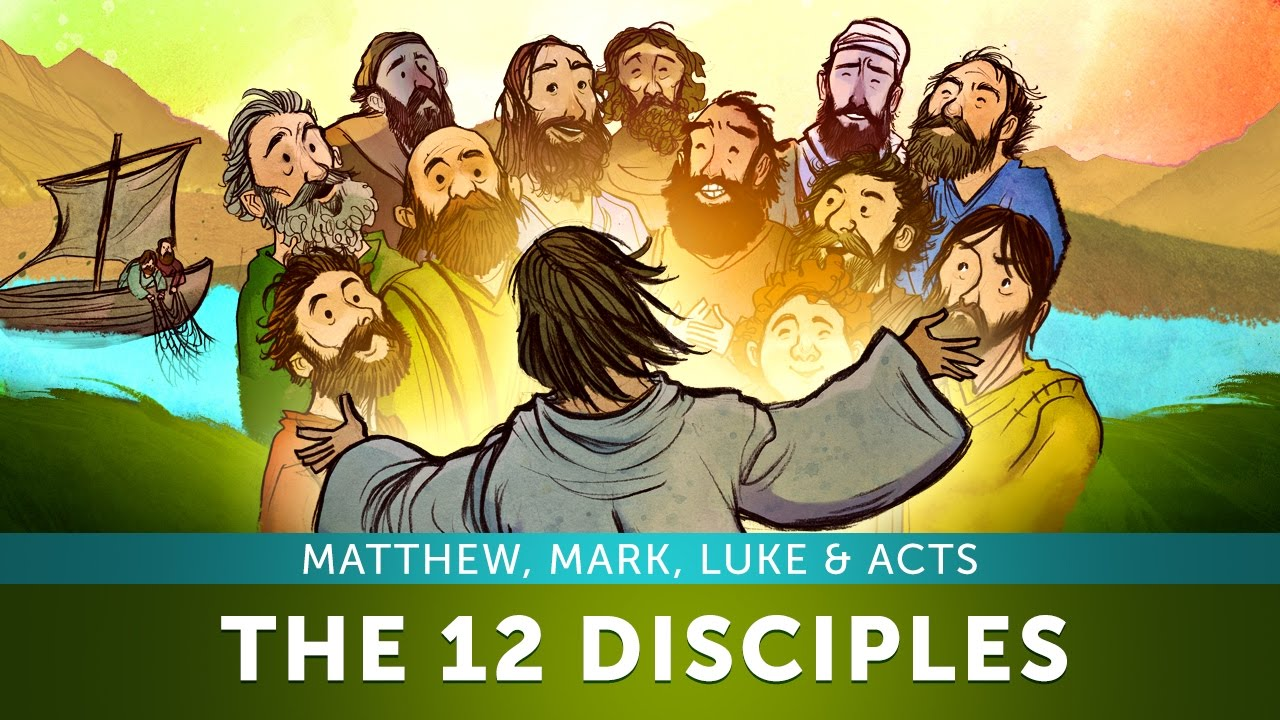 MATTHEW, MARK, LUKE & ACTS
THE 12 DISCIPLES